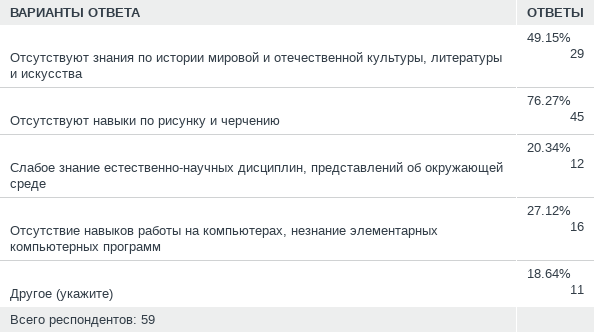 ВАРИАНТЫ ОТВЕТА ОТВЕТЫ
49.15%
Отсутствуют знания по истории мировой и отечественной культуры, литературы 29
и искусства
76.27%
Отсутствуют навыки по рисунку и черчению 45
20.34%
Слабое знание естественно-научных дисциплин, представлений об окружающей 12
среде
27.12%
Отсутствие навыков работы на компьютерах, незнание элементарных 16
компьютерных программ
18.64%
Другое (укажите) 11
Всего респондентов: 59